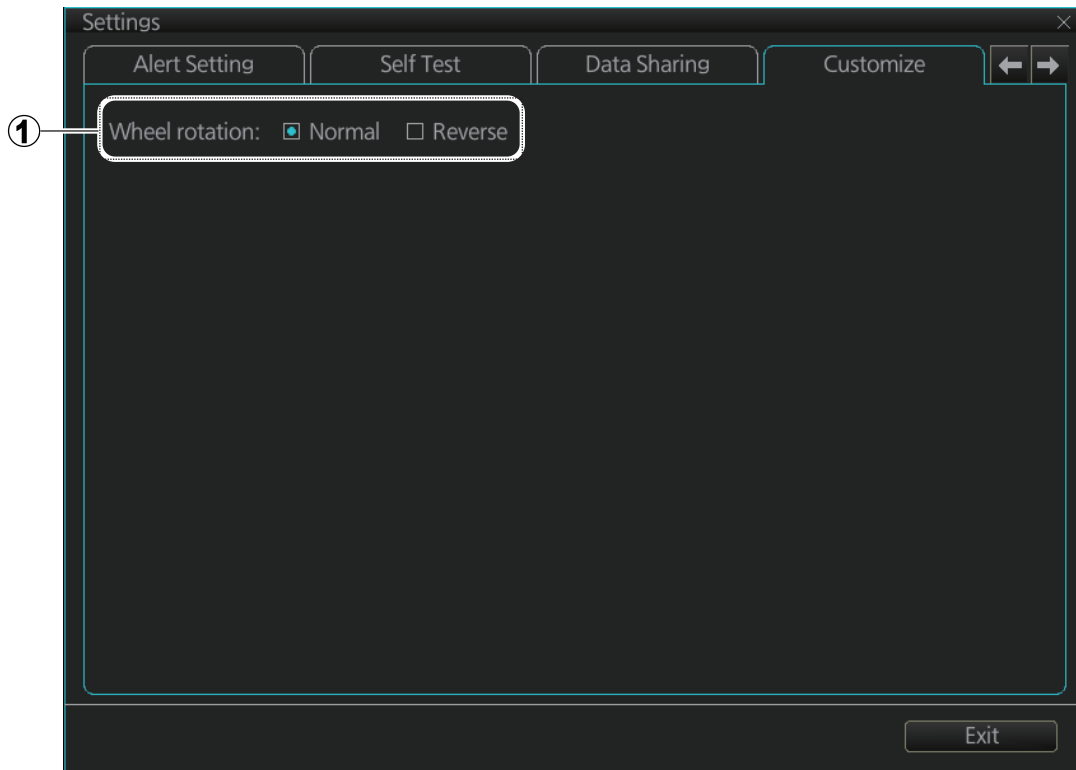 Settings
Alert Setting Self Test Data Sharing Customize
1 Wheel rotation: Normal Reverse
Exit